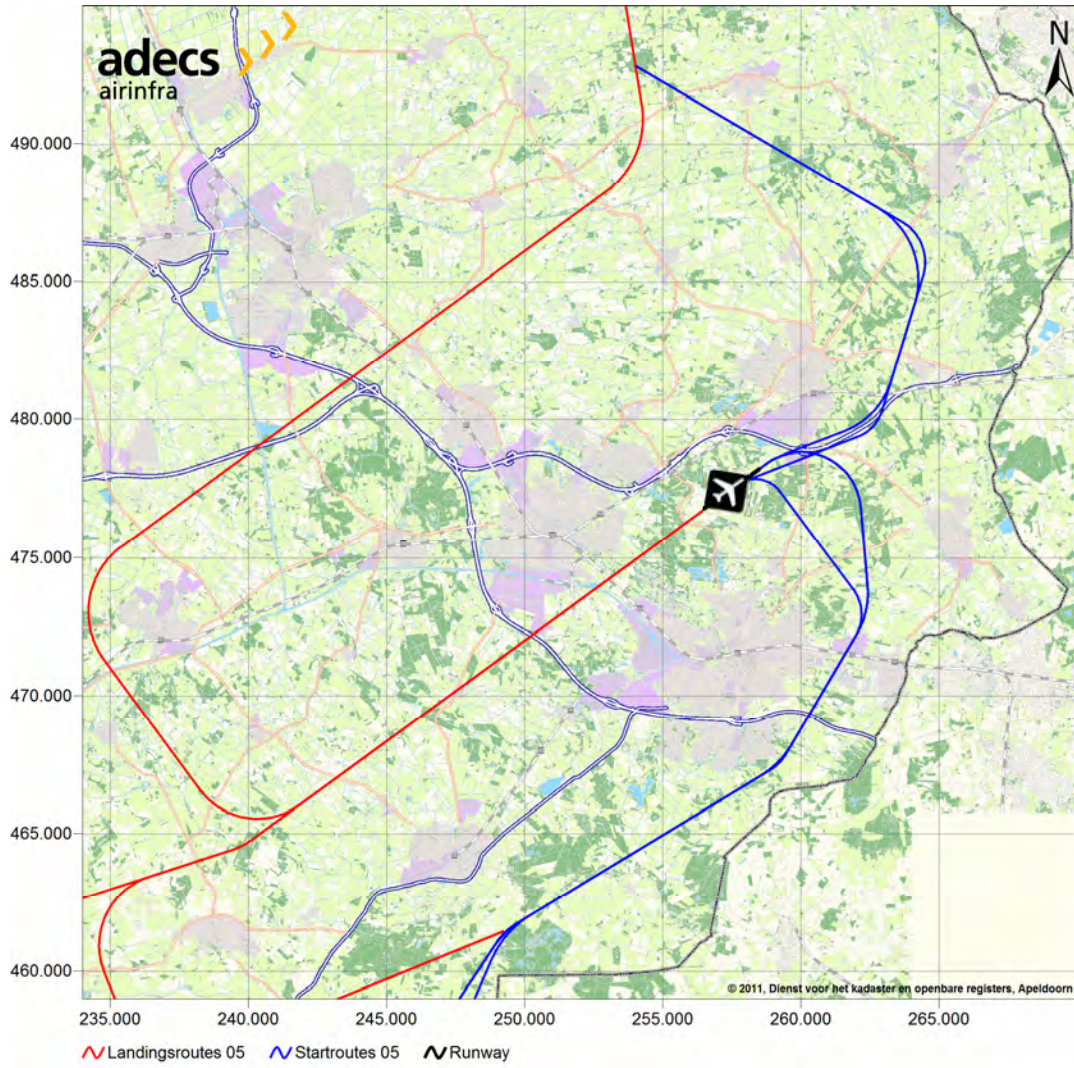 adecs
airinfra
N
490.000
485.000
480.000
475.000
470.000
465.000
460.000
© 2011, Dienst voor het kadaster en openbare registers, Apeldoorn
235.000 240.000 245.000 250.000 255.000 260.000 265.000
Landingsroutes 05 Startroutes 05 Runway